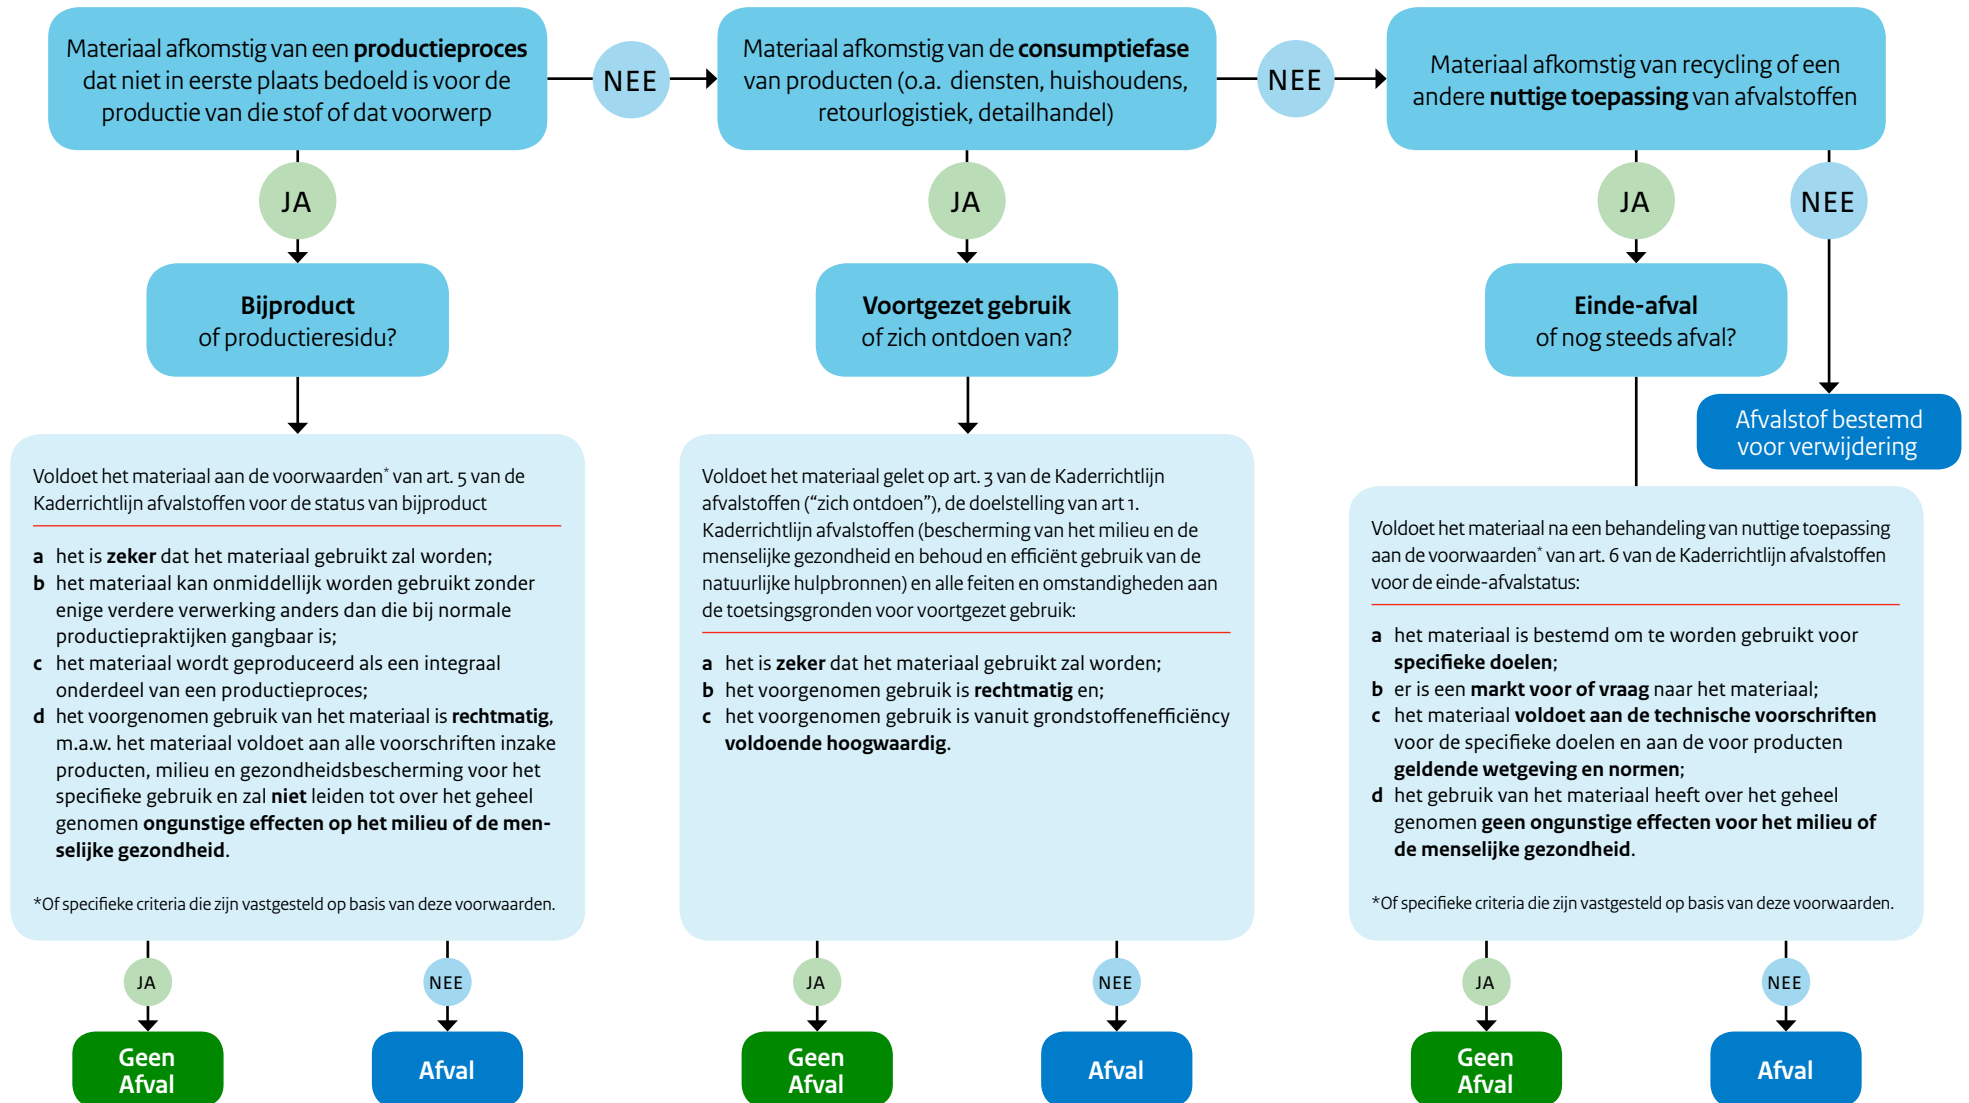 Materiaal afkomstig van een productieproces
dat niet in eerste plaats bedoeld is voor de
productie van die stof of dat voorwerp
NEE
Materiaal afkomstig van de consumptiefase
van producten (o.a. diensten, huishoudens,
retourlogistiek, detailhandel)
NEE
Materiaal afkomstig van recycling of een
andere nuttige toepassing van afvalstoffen
JA
JA
JA
NEE
Bijproduct
of productieresidu?
Voortgezet gebruik
of zich ontdoen van?
Einde-afval
of nog steeds afval?
Afvalstof bestemd
voor verwijdering
Voldoet het materiaal aan de voorwaarden* van art. 5 van de
Kaderrichtlijn afvalstoffen voor de status van bijproduct
a het is zeker dat het materiaal gebruikt zal worden;
b het materiaal kan onmiddellijk worden gebruikt zonder
enige verdere verwerking anders dan die bij normale
productiepraktijken gangbaar is;
c het materiaal wordt geproduceerd als een integraal
onderdeel van een productieproces;
d het voorgenomen gebruik van het materiaal is rechtmatig,
m.a.w. het materiaal voldoet aan alle voorschriften inzake
producten, milieu en gezondheidsbescherming voor het
specifieke gebruik en zal niet leiden tot over het geheel
genomen ongunstige effecten op het milieu of de men-
selijke gezondheid.
*Of specifieke criteria die zijn vastgesteld op basis van deze voorwaarden.
Voldoet het materiaal gelet op art. 3 van de Kaderrichtlijn
afvalstoffen (“zich ontdoen”), de doelstelling van art 1.
Kaderrichtlijn afvalstoffen (bescherming van het milieu en de
menselijke gezondheid en behoud en efficiënt gebruik van de
natuurlijke hulpbronnen) en alle feiten en omstandigheden aan
de toetsingsgronden voor voortgezet gebruik:
a het is zeker dat het materiaal gebruikt zal worden;
b het voorgenomen gebruik is rechtmatig en;
c het voorgenomen gebruik is vanuit grondstoffenefficiëncy
voldoende hoogwaardig.
Voldoet het materiaal na een behandeling van nuttige toepassing
aan de voorwaarden* van art. 6 van de Kaderrichtlijn afvalstoffen
voor de einde-afvalstatus:
a het materiaal is bestemd om te worden gebruikt voor
specifieke doelen;
b er is een markt voor of vraag naar het materiaal;
c het materiaal voldoet aan de technische voorschriften
voor de specifieke doelen en aan de voor producten
geldende wetgeving en normen;
d het gebruik van het materiaal heeft over het geheel
genomen geen ongunstige effecten voor het milieu of
de menselijke gezondheid.
*Of specifieke criteria die zijn vastgesteld op basis van deze voorwaarden.
JA
NEE
JA
NEE
JA
NEE
Geen
Afval
Afval
Geen
Afval
Afval
Geen
Afval
Afval